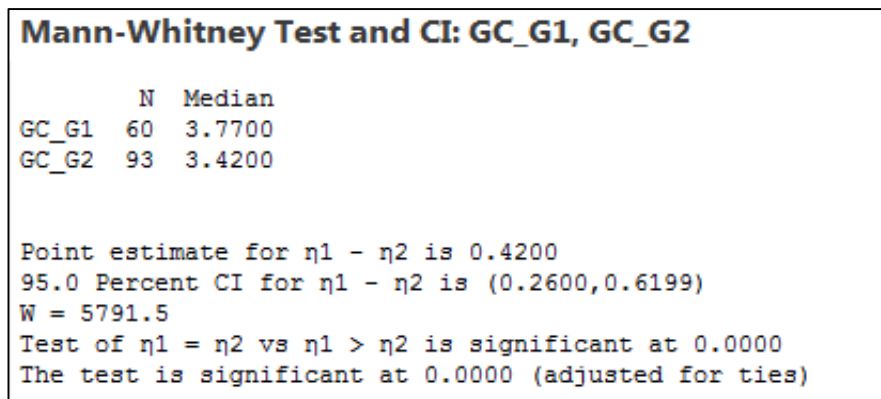 Mann-Whitney Test and CI: GC_G1, GC_G2
N Median
GC_G1 60 3.7700
GC_G2 93 3.4200
Point estimate for η1 - η2 is 0.4200
95.0 Percent CI for η1 - η2 is (0.2600,0.6199)
W = 5791.5
Test of η1 = η2 vs η1 > η2 is significant at 0.0000
The test is significant at 0.0000 (adjusted for ties)